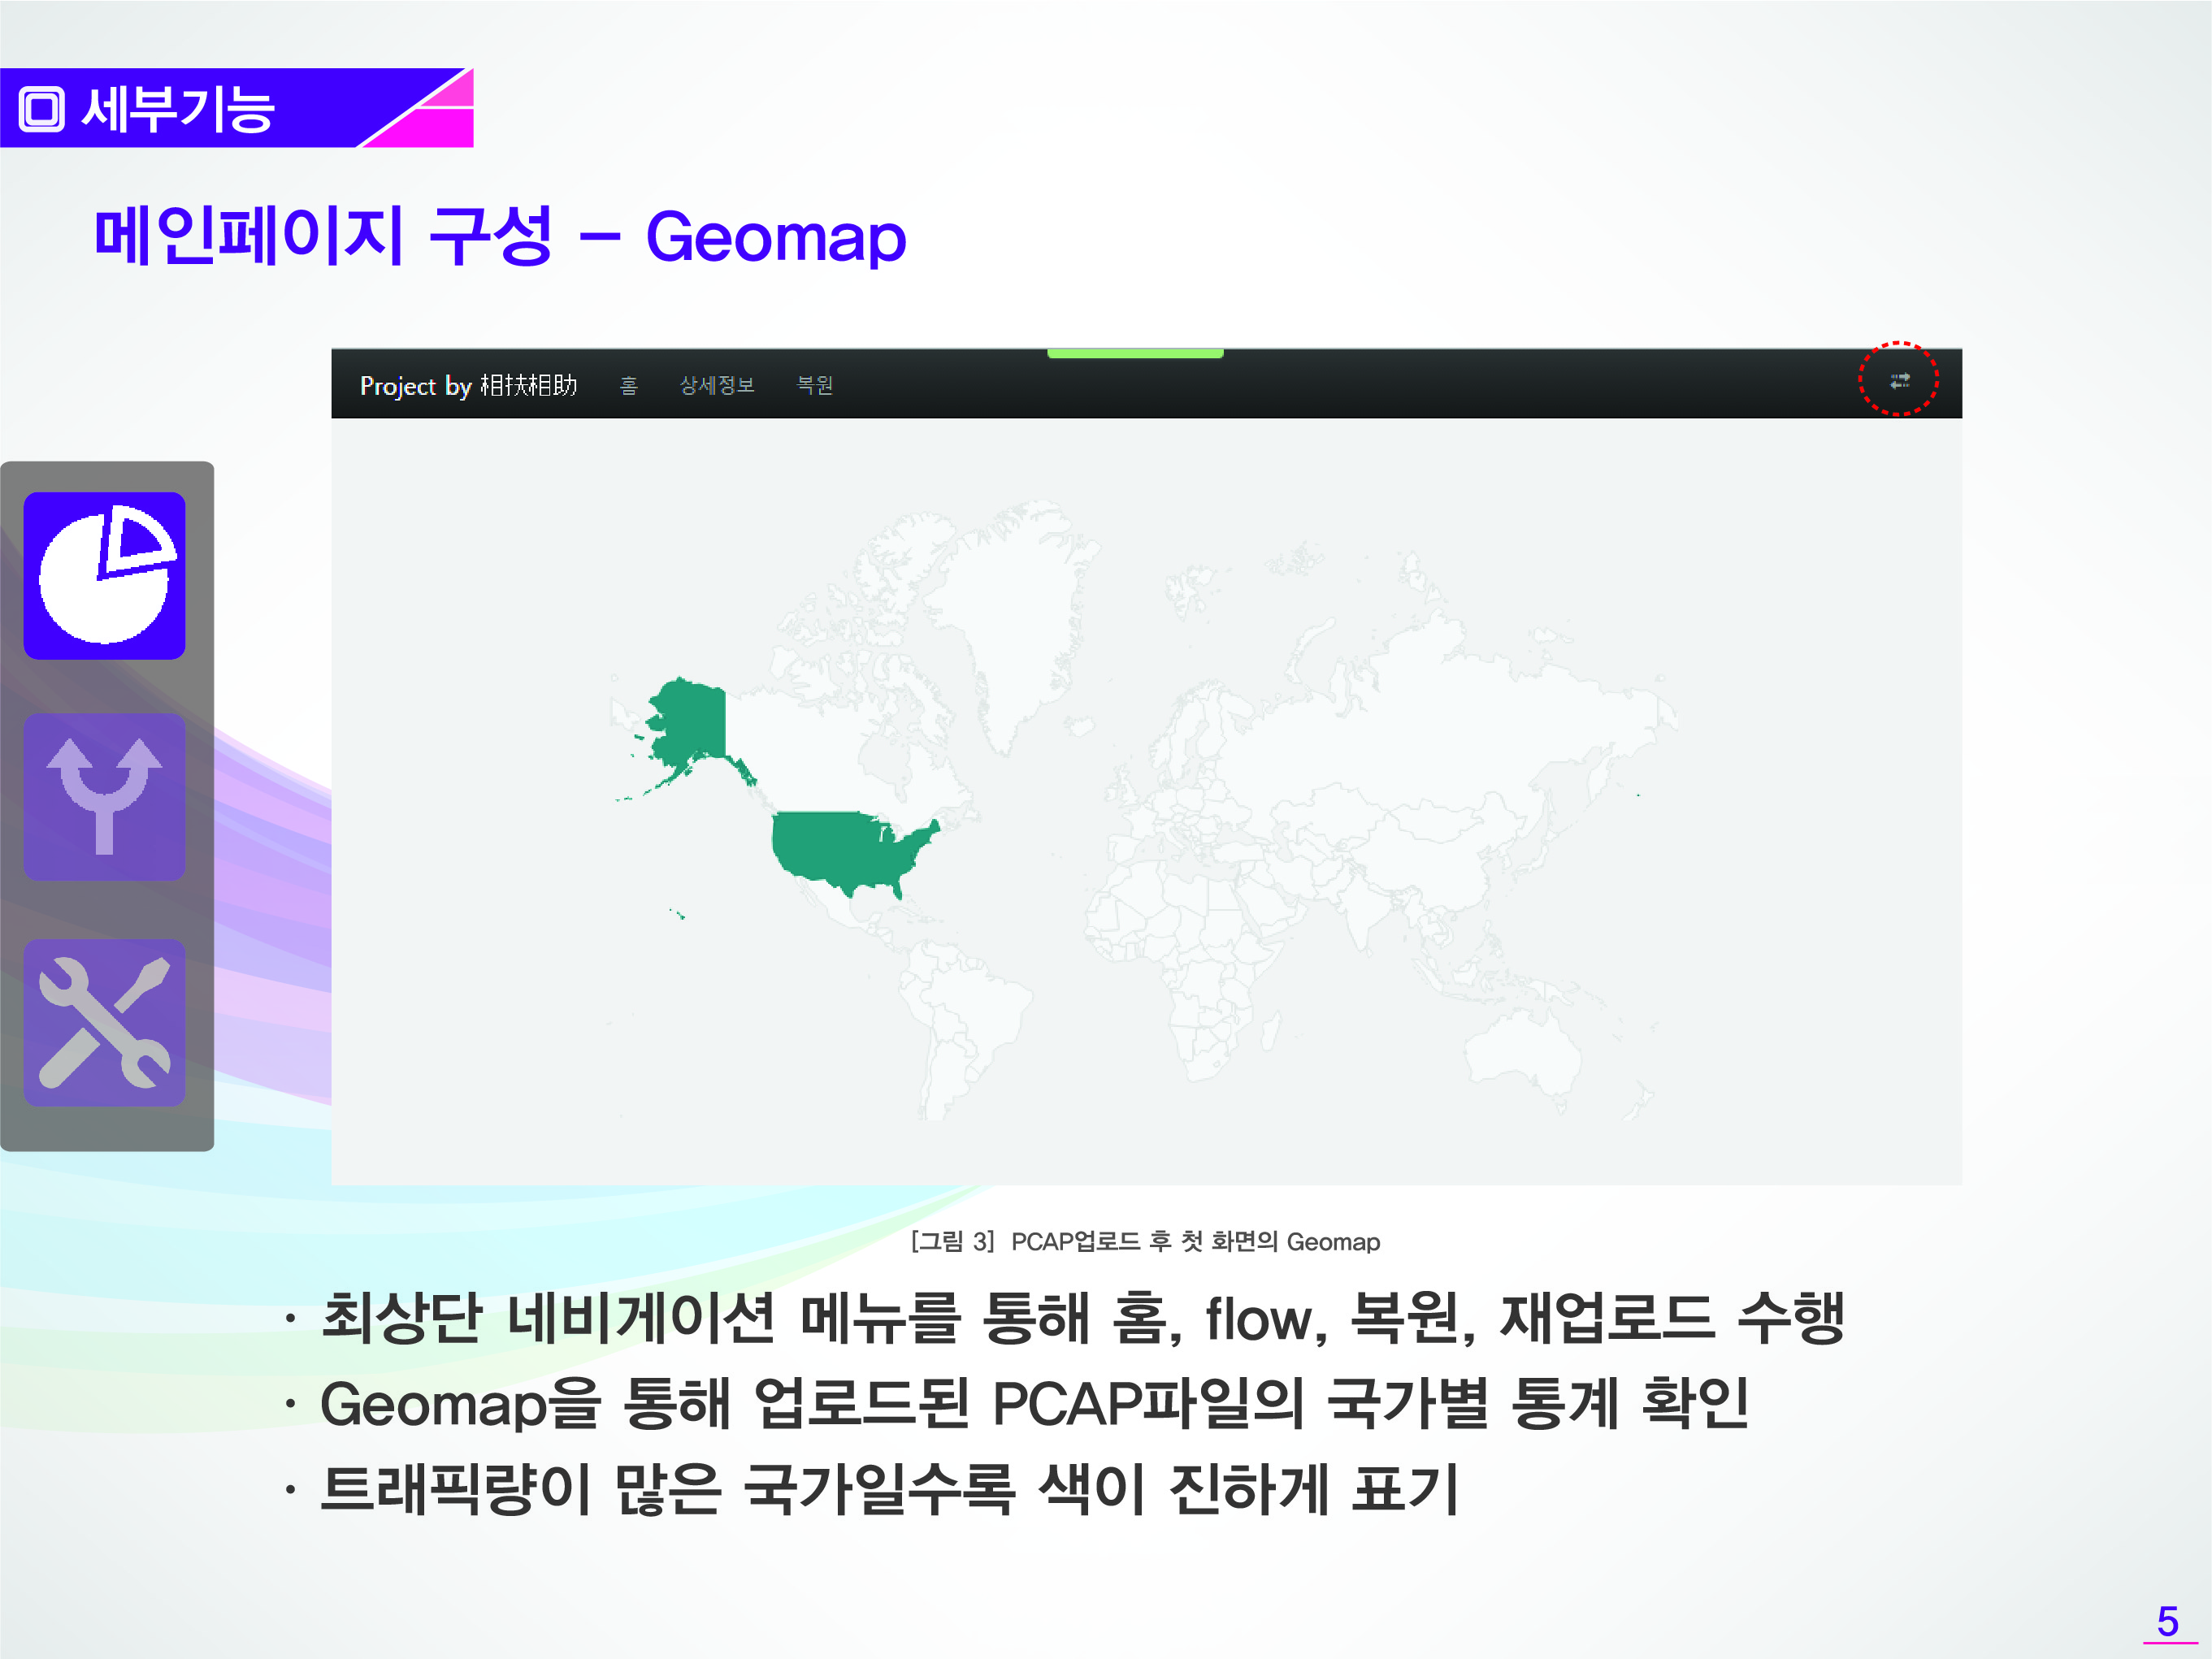 세부기능
메인페이지 구성 – Geomap
Project by 相扶相助 홈 상세정보 복원
[그림 3] PCAP업로드 후 첫 화면의 Geomap
· 최상단 네비게이션 메뉴를 통해 홈, flow, 복원, 재업로드 수행
· Geomap을 통해 업로드된 PCAP파일의 국가별 통계 확인
· 트래픽량이 많은 국가일수록 색이 진하게 표기
5